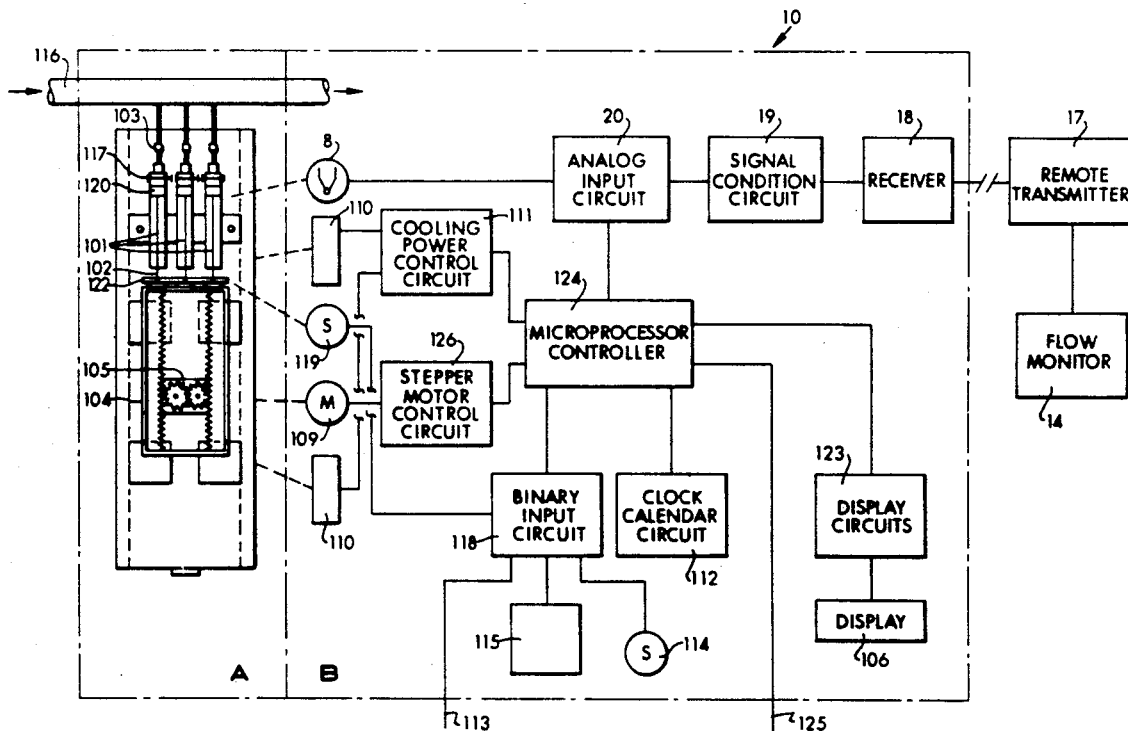 10
116
103
117
120
101
102
122
105
104
A
B
8
110
111
COOLING
POWER
CONTROL
CIRCUIT
S
119
126
STEPPER
MOTOR
CONTROL
CIRCUIT
M
109
110
20
ANALOG
INPUT
CIRCUIT
19
SIGNAL
CONDITION
CIRCUIT
18
RECEIVER
17
REMOTE
TRANSMITTER
124
MICROPROCESSOR
CONTROLLER
FLOW
MONITOR
14
BINARY
INPUT
CIRCUIT
118
CLOCK
CALENDAR
CIRCUIT
112
123
DISPLAY
CIRCUITS
DISPLAY
106
115
S
114
113
125